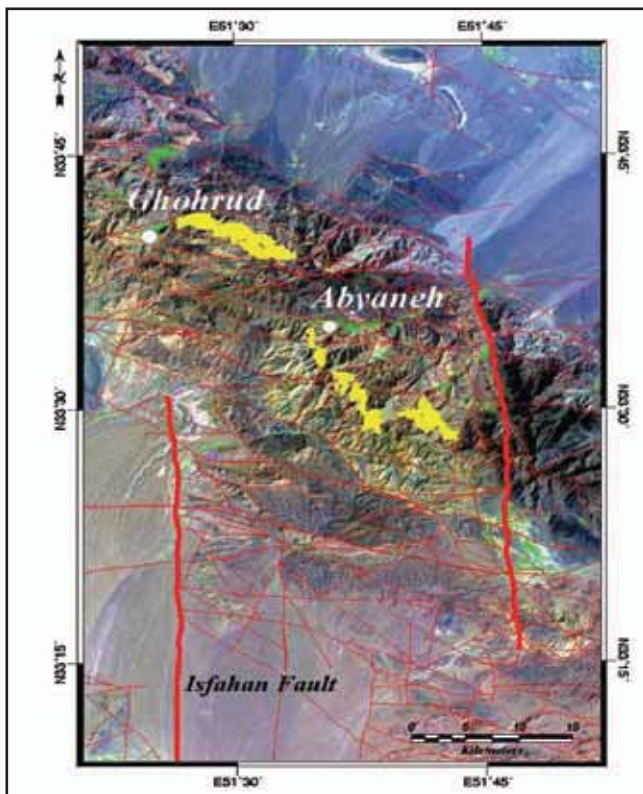 E51°30′ E51°45′
N
N33°45′ N33°45′
Ghohrud
Abyaneh
N33°30′ N33°30′
N33°15′ N33°15′
Isfahan Fault
0 5 10 15
Kilometers
E51°30′ E51°45′